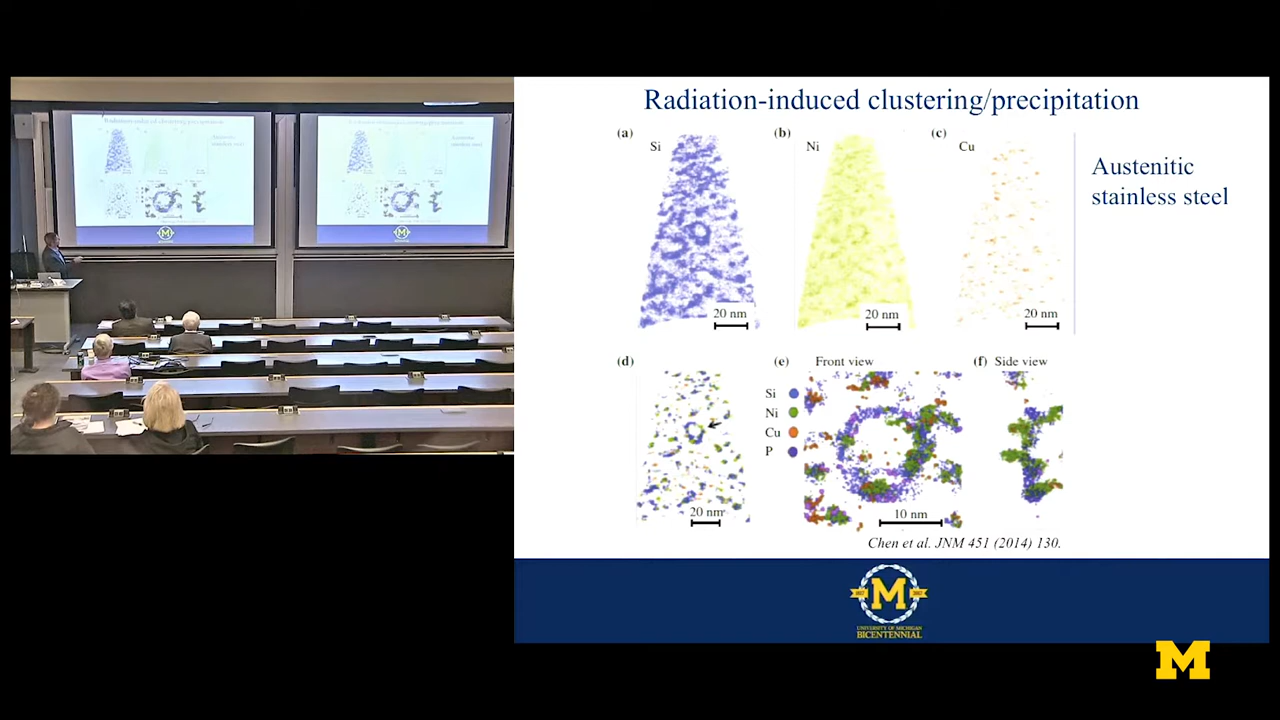 Radiation-induced clustering/precipitation
(a)
Si
20 nm
(b)
Ni
20 nm
(c)
Cu
20 nm
Austenitic
stainless steel
(d)
20 nm
(e) Front view
Si
Ni
Cu
P
10 nm
(f) Side view
Chen et al. JNM 451 (2014) 130.
M
UNIVERSITY OF MICHIGAN
BICENTENNIAL
M